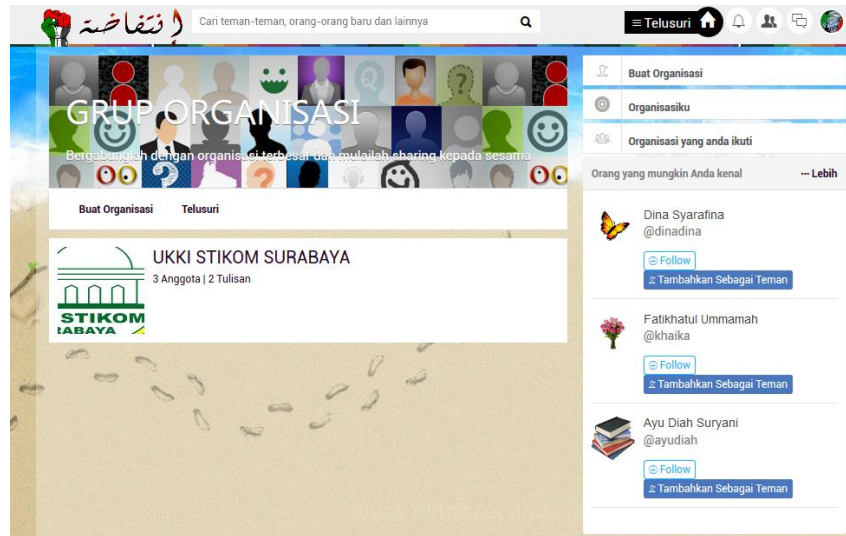 إنتفاضة
Cari teman-teman, orang-orang baru dan lainnya
Telusuri
GRUP ORGANISASI
Bergabunglah dengan organisasi terbesar dan mulailah sharing kepada sesama
Buat Organisasi Telusuri
UKKI STIKOM SURABAYA
3 Anggota | 2 Tulisan
STIKOM
RABAYA
Buat Organisasi
Organisasiku
Organisasi yang anda ikuti
Orang yang mungkin Anda kenal ··· Lebih
Dina Syarafina
@dinadina
Follow
Tambahkan Sebagai Teman
Fatikhatul Ummamah
@khaika
Follow
Tambahkan Sebagai Teman
Ayu Diah Suryani
@ayudiah
Follow
Tambahkan Sebagai Teman